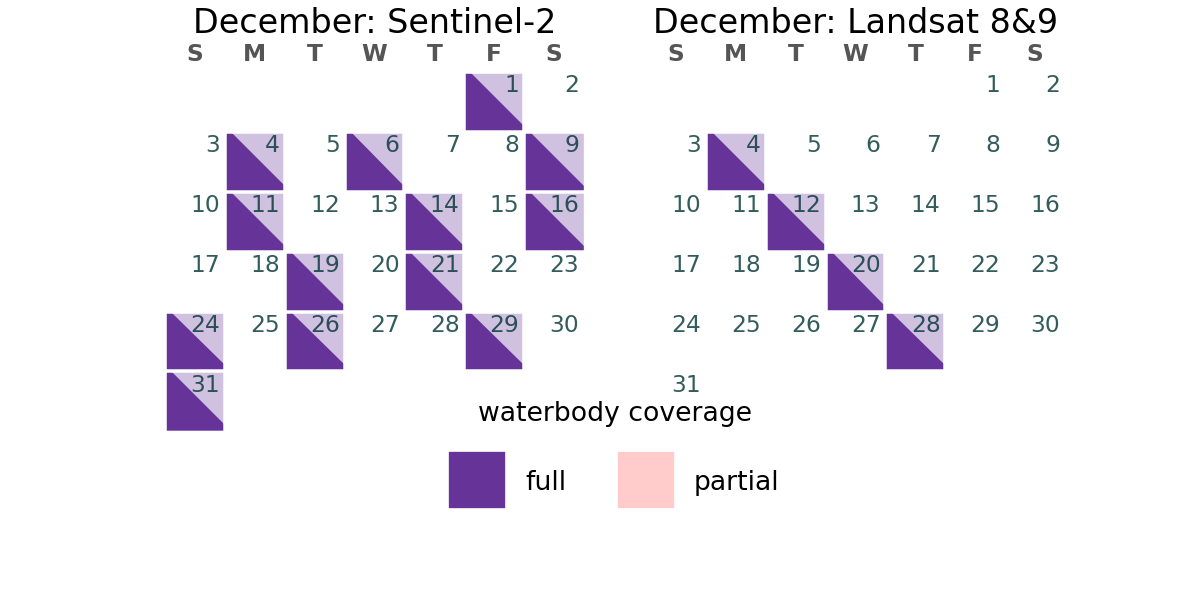 December: Sentinel-2
S M T W T F S
1 2
3 4 5 6 7 8 9
10 11 12 13 14 15 16
17 18 19 20 21 22 23
24 25 26 27 28 29 30
31
December: Landsat 8&9
S M T W T F S
1 2
3 4 5 6 7 8 9
10 11 12 13 14 15 16
17 18 19 20 21 22 23
24 25 26 27 28 29 30
31
waterbody coverage
full partial